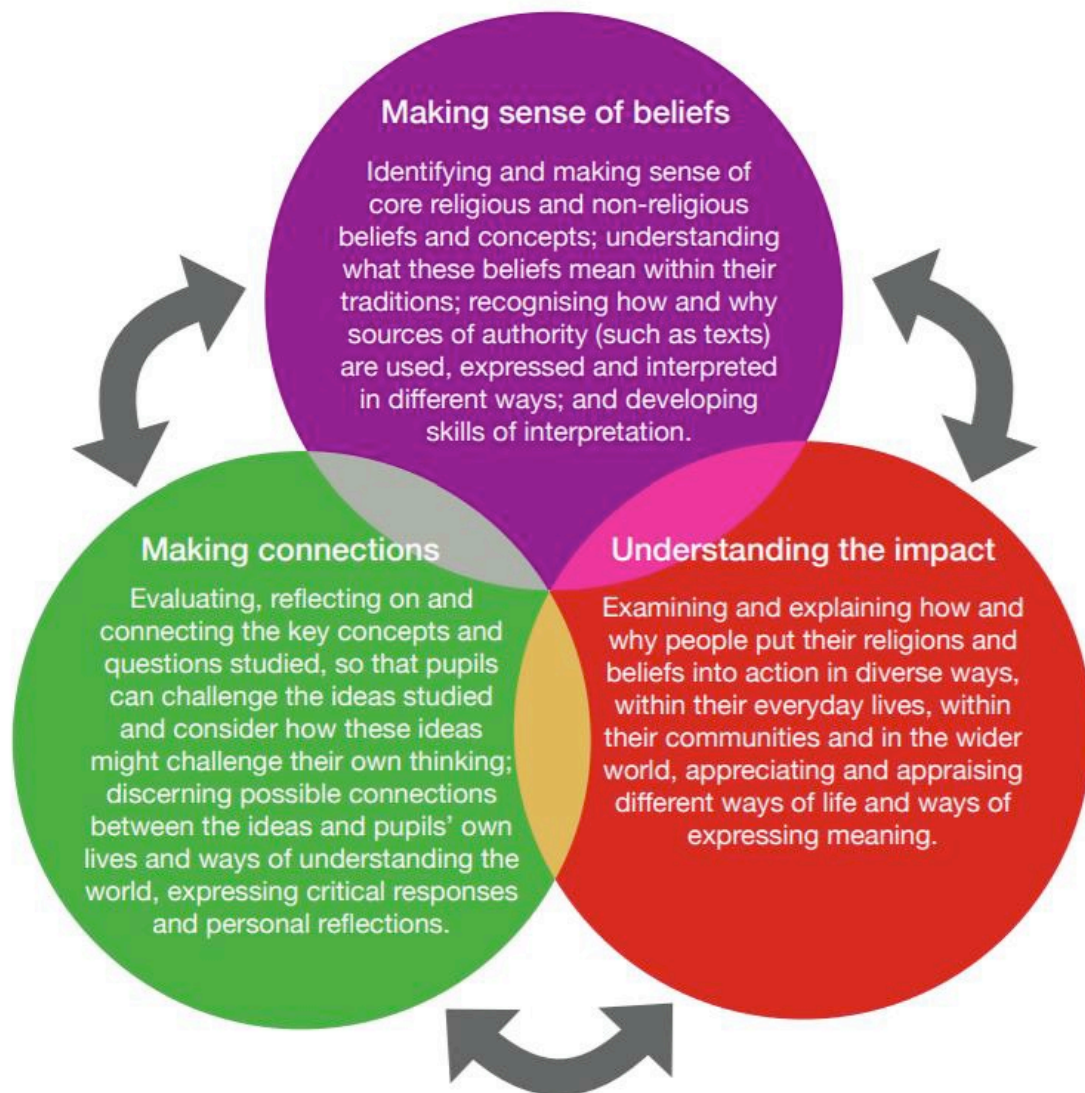 Making sense of beliefs
Identifying and making sense of
core religious and non-religious
beliefs and concepts; understanding
what these beliefs mean within their
traditions; recognising how and why
sources of authority (such as texts)
are used, expressed and interpreted
in different ways; and developing
skills of interpretation.
Making connections
Evaluating, reflecting on and
connecting the key concepts and
questions studied, so that pupils
can challenge the ideas studied
and consider how these ideas
might challenge their own thinking;
discerning possible connections
between the ideas and pupils’ own
lives and ways of understanding the
world, expressing critical responses
and personal reflections.
Understanding the impact
Examining and explaining how and
why people put their religions and
beliefs into action in diverse ways,
within their everyday lives, within
their communities and in the wider
world, appreciating and appraising
different ways of life and ways of
expressing meaning.